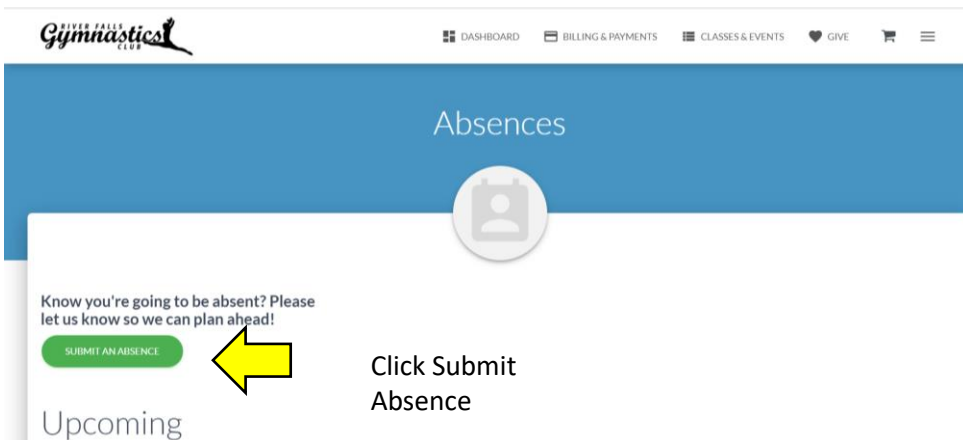 RIVER FALLS
Gymnastics
CLUB
DASHBOARD BILLING & PAYMENTS CLASSES & EVENTS GIVE
Absences
Know you're going to be absent? Please
let us know so we can plan ahead!
SUBMIT AN ABSENCE
Click Submit
Absence
Upcoming